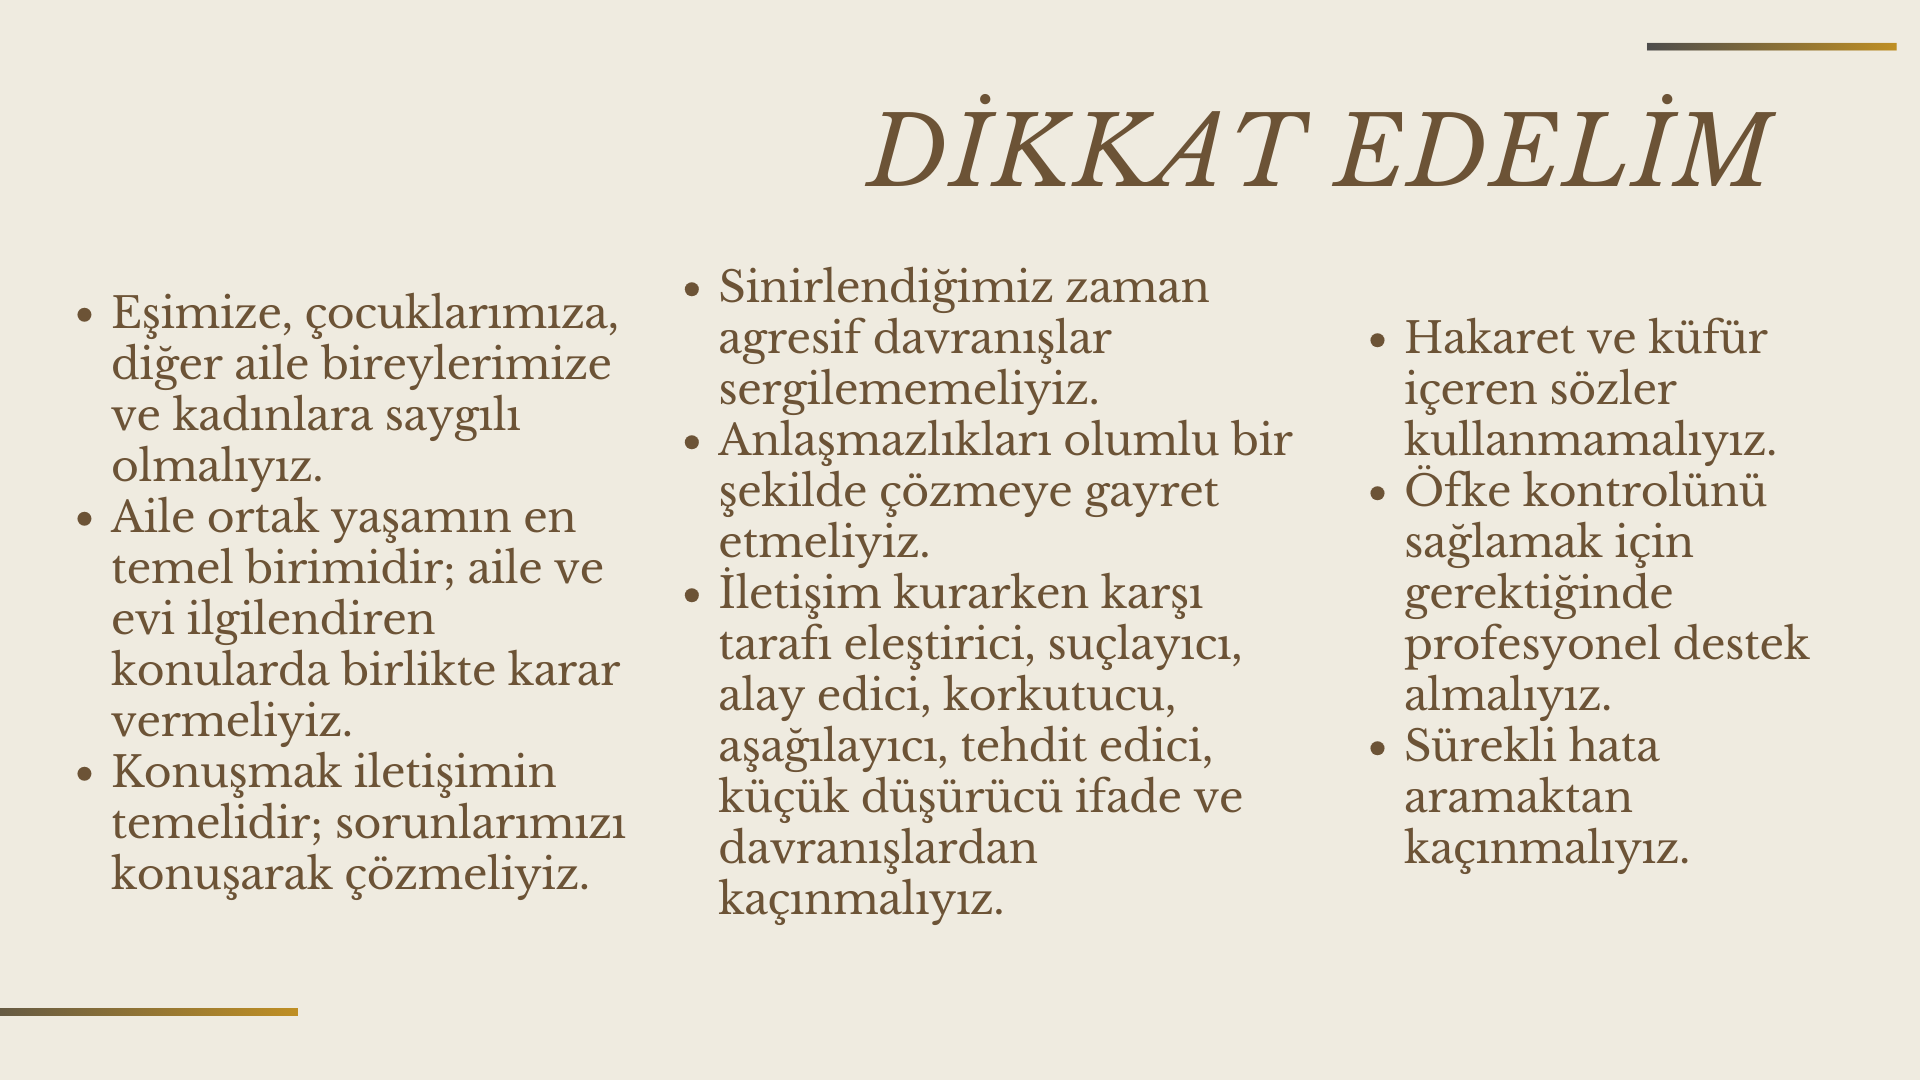 DİKKAT EDELİM
• Eşimize, çocuklarımıza,
diğer aile bireylerimize
ve kadınlara saygılı
olmalıyız.
• Aile ortak yaşamın en
temel birimidir; aile ve
evi ilgilendiren
konularda birlikte karar
vermeliyiz.
• Konuşmak iletişimin
temelidir; sorunlarımızı
konuşarak çözmeliyiz.
• Sinirlendiğimiz zaman
agresif davranışlar
sergilememeliyiz.
• Anlaşmazlıkları olumlu bir
şekilde çözmeye gayret
etmeliyiz.
• İletişim kurarken karşı
tarafı eleştirici, suçlayıcı,
alay edici, korkutucu,
aşağılayıcı, tehdit edici,
küçük düşürücü ifade ve
davranışlardan
kaçınmalıyız.
• Hakaret ve küfür
içeren sözler
kullanmamalıyız.
• Öfke kontrolünü
sağlamak için
gerektiğinde
profesyonel destek
almalıyız.
• Sürekli hata
aramaktan
kaçınmalıyız.